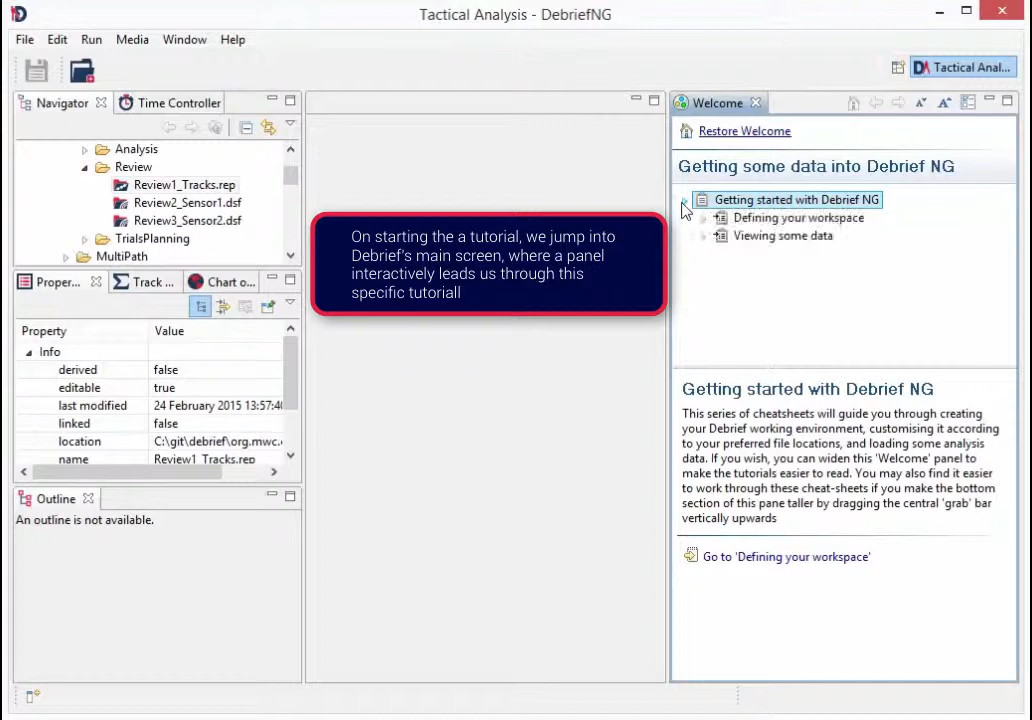 Tactical Analysis - DebriefNG
File Edit Run Media Window Help
Tactical Anal...
Navigator
Time Controller
Analysis
Review
Review1_Tracks.rep
Review2_Sensor1.dsf
Review3_Sensor2.dsf
TrialsPlanning
MultiPath
Proper...
Track ...
Chart o...
Property Value
Info
derived false
editable true
last modified 24 February 2015 13:57:4
linked false
location C:\git\debrief\org.mwc.
name Review1_Tracks.rep
Outline
An outline is not available.
On starting the a tutorial, we jump into
Debrief's main screen, where a panel
interactively leads us through this
specific tutoriall
Welcome
Restore Welcome
Getting some data into Debrief NG
Getting started with Debrief NG
Defining your workspace
Viewing some data
Getting started with Debrief NG
This series of cheatsheets will guide you through creating
your Debrief working environment, customising it according
to your preferred file locations, and loading some analysis
data. If you wish, you can widen this 'Welcome' panel to
make the tutorials easier to read. You may also find it easier
to work through these cheat-sheets if you make the bottom
section of this pane taller by dragging the central 'grab' bar
vertically upwards
Go to 'Defining your workspace'